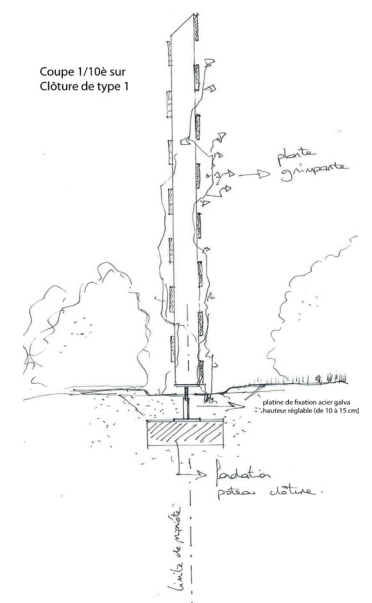 Coupe 1/10è sur
Clôture de type 1
plante
grimpante
platine de fixation acier galva
hauteur réglable (de 10 à 15 cm)
fondation
poteau clôture.
limite de propriété